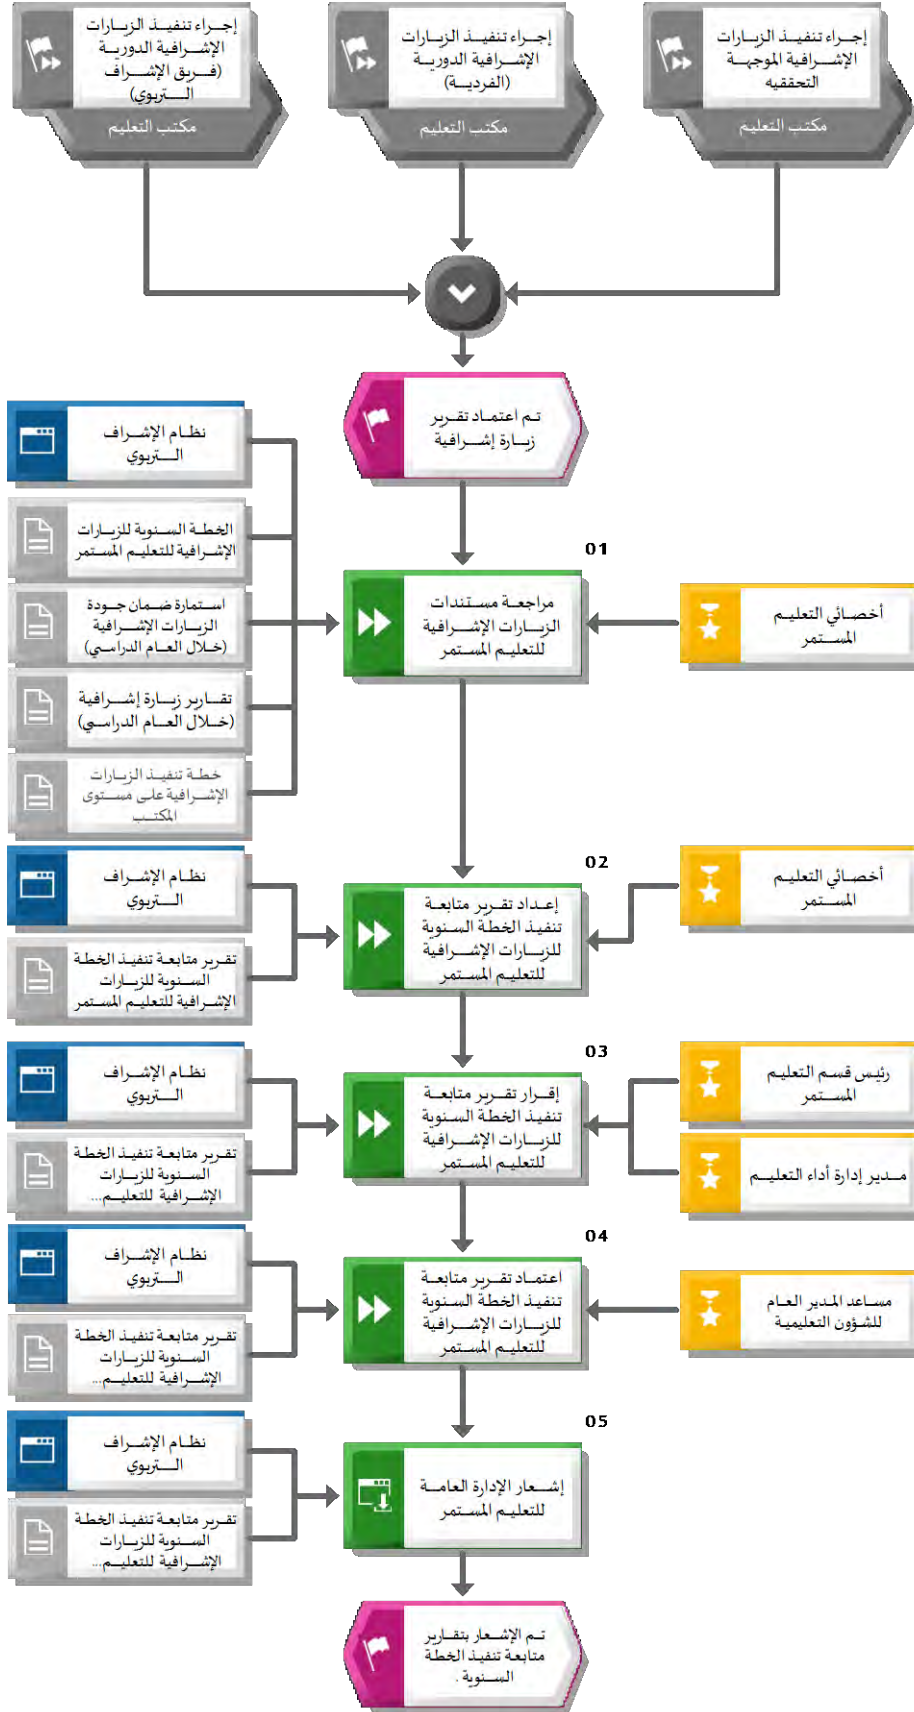 إجراء تنفيذ الزيارات
الإشرافية الموجهة
التحققيه
مكتب التعليم
إجراء تنفيذ الزيارات
الإشرافية الدورية
(الفردية)
مكتب التعليم
إجراء تنفيذ الزيارات
الإشرافية الدورية
(فريق الإشراف
التربوي)
مكتب التعليم
تم اعتماد تقرير
زيارة إشرافية
01
أخصائي التعليم
المستمر
مراجعة مستندات
الزيارات الإشرافية
للتعليم المستمر
نظام الإشراف
التربوي
الخطة السنوية للزيارات
الإشرافية للتعليم المستمر
استمارة ضمان جودة
الزيارات الإشرافية
(خلال العام الدراسي)
تقارير زيارة إشرافية
(خلال العام الدراسي)
خطة تنفيذ الزيارات
الإشرافية على مستوى
المكتب
02
أخصائي التعليم
المستمر
إعداد تقرير متابعة
تنفيذ الخطة السنوية
للزيارات الإشرافية
للتعليم المستمر
نظام الإشراف
التربوي
تقرير متابعة تنفيذ الخطة
السنوية للزيارات
الإشرافية للتعليم المستمر
03
رئيس قسم التعليم
المستمر
مدير إدارة أداء التعليم
إقرار تقرير متابعة
تنفيذ الخطة السنوية
للزيارات الإشرافية
للتعليم المستمر
نظام الإشراف
التربوي
تقرير متابعة تنفيذ الخطة
السنوية للزيارات
الإشرافية للتعليم...
04
مساعد المدير العام
للشؤون التعليمية
اعتماد تقرير متابعة
تنفيذ الخطة السنوية
للزيارات الإشرافية
للتعليم المستمر
نظام الإشراف
التربوي
تقرير متابعة تنفيذ الخطة
السنوية للزيارات
الإشرافية للتعليم...
05
إشعار الإدارة العامة
للتعليم المستمر
نظام الإشراف
التربوي
تقرير متابعة تنفيذ الخطة
السنوية للزيارات
الإشرافية للتعليم...
تم الإشعار بتقارير
متابعة تنفيذ الخطة
السنوية .